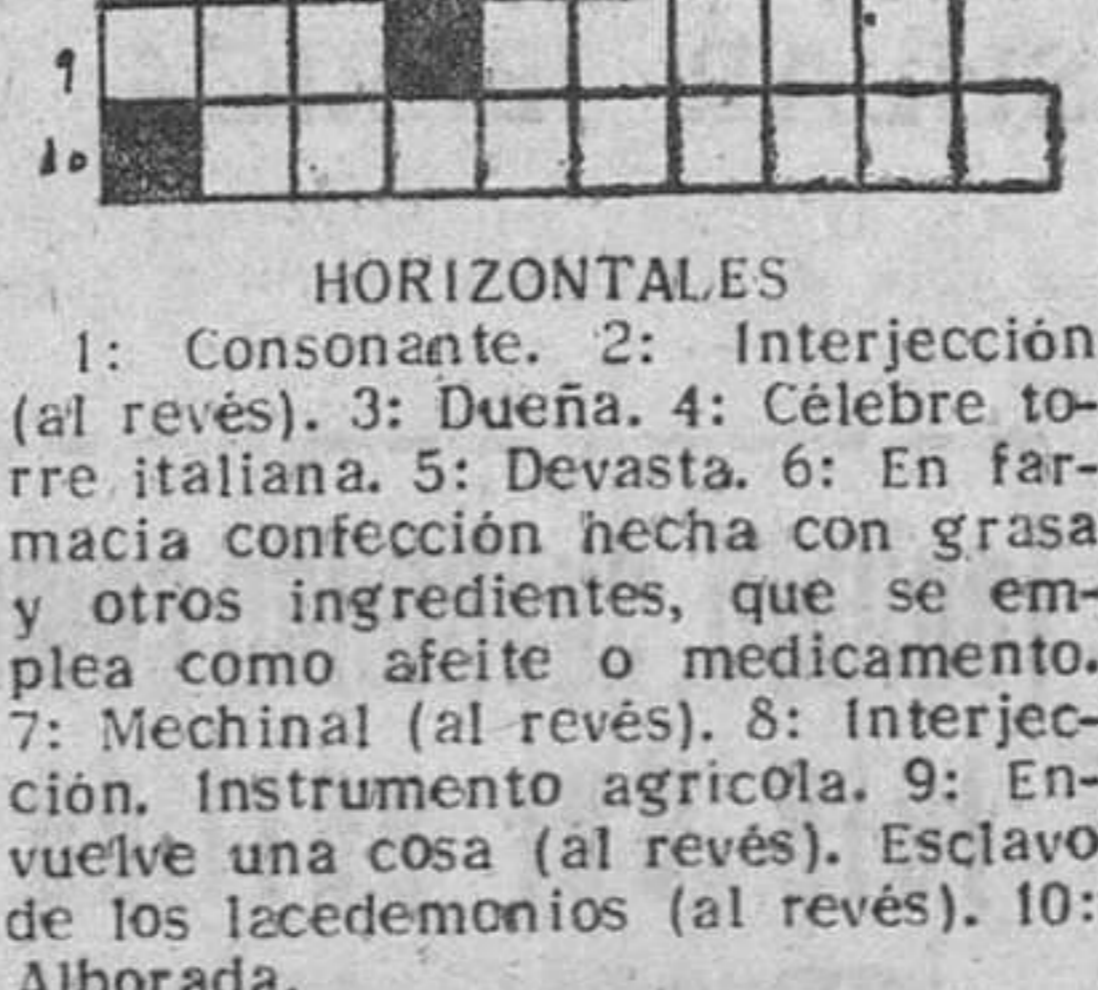 9
10
HORIZONTALES
1: Consonante. 2: Interjección
(al revés). 3: Dueña. 4: Célebre to-
rre italiana. 5: Devasta. 6: En far-
macia confección hecha con grasa
y otros ingredientes, que se em-
plea como afeite o medicamento.
7: Mechinal (al revés). 8: Interjec-
ción. Instrumento agrícola. 9: En-
vuelve una cosa (al revés). Esclavo
de los lacedemonios (al revés). 10:
Alborada.